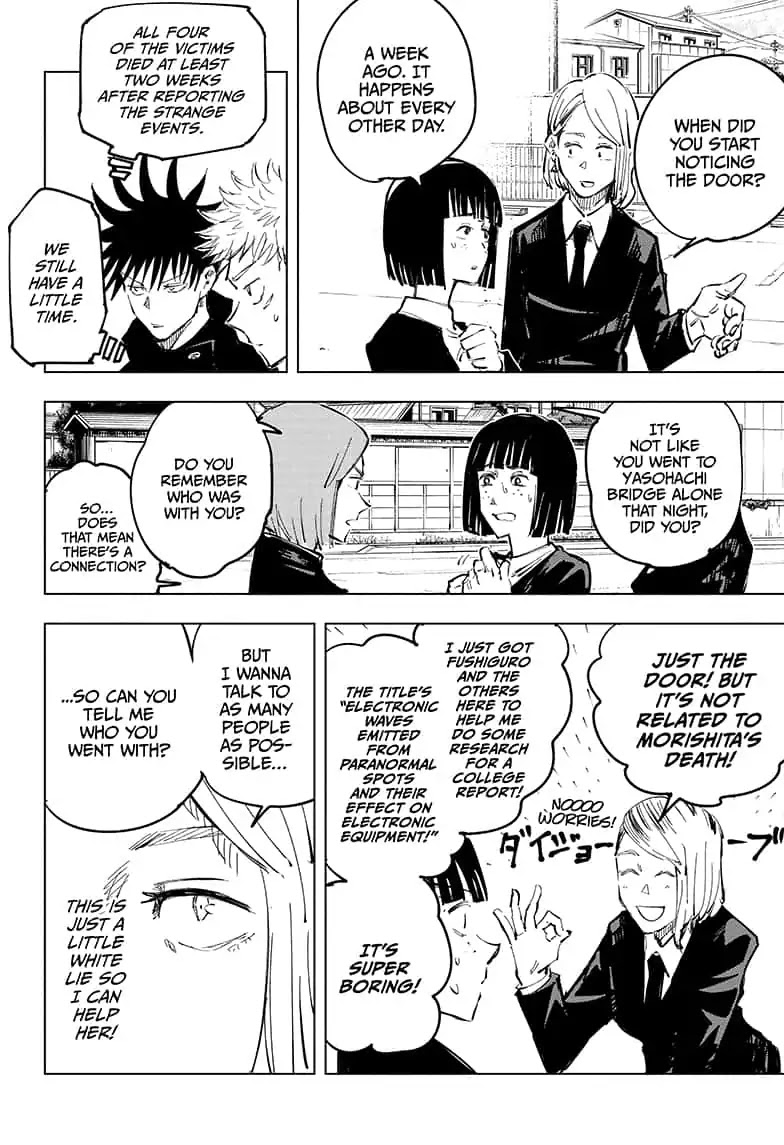 WHEN DID
YOU START
NOTICING
THE DOOR?
A WEEK
AGO. IT
HAPPENS
ABOUT EVERY
OTHER DAY.
ALL FOUR
OF THE VICTIMS
DIED AT LEAST
TWO WEEKS
AFTER REPORTING
THE STRANGE
EVENTS.
WE
STILL
HAVE A
LITTLE
TIME.
IT'S
NOT LIKE
YOU WENT TO
YASOHACHI
BRIDGE ALONE
THAT NIGHT,
DID YOU?
DO YOU
REMEMBER
WHO WAS
WITH YOU?
SO...
DOES
THAT MEAN
THERE'S A
CONNECTION?
JUST THE
DOOR! BUT
IT'S NOT
RELATED TO
MORISHITA'S
DEATH!
NOOOO
WORRIES!
ダイジョーブ
I JUST GOT
FUSHIGURO
AND THE
OTHERS
HERE TO
HELP ME
DO SOME
RESEARCH
FOR A
COLLEGE
REPORT!
THE TITLE'S
"ELECTRONIC
WAVES
EMITTED
FROM
PARANORMAL
SPOTS
AND THEIR
EFFECT ON
ELECTRONIC
EQUIPMENT!"
IT'S
SUPER
BORING!
BUT
I WANNA
TALK TO
AS MANY
PEOPLE
AS POS-
SIBLE...
...SO CAN YOU
TELL ME
WHO YOU
WENT WITH?
THIS IS
JUST A
LITTLE
WHITE
LIE SO
I CAN
HELP
HER!